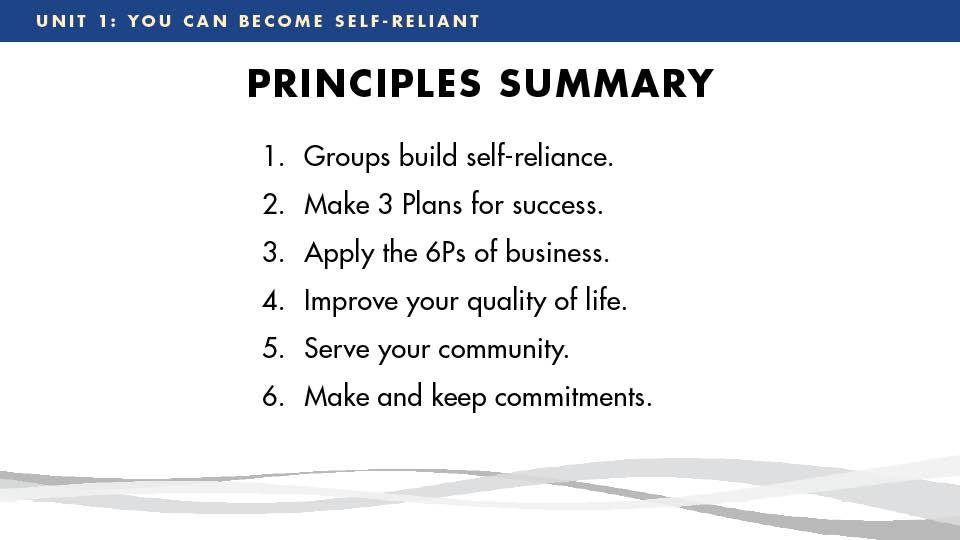 UNIT 1: YOU CAN BECOME SELF-RELIANT
PRINCIPLES SUMMARY
1. Groups build self-reliance.
2. Make 3 Plans for success.
3. Apply the 6Ps of business.
4. Improve your quality of life.
5. Serve your community.
6. Make and keep commitments.